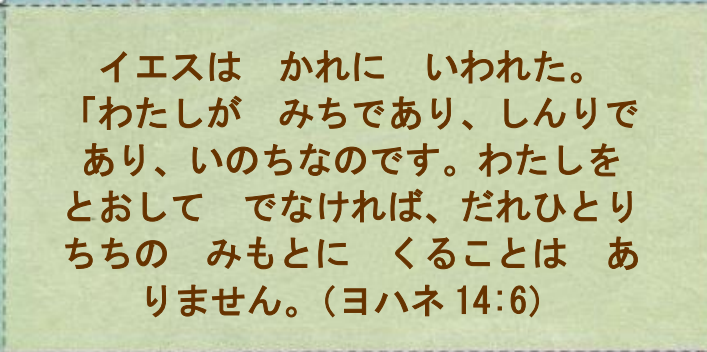 イエスは　かれに　いわれた。
「わたしが　みちであり、しんりで
あり、いのちなのです。わたしを
とおして　でなければ、だれひとり
ちちの　みもとに　くることは　あ
りません。（ヨハネ 14:6）